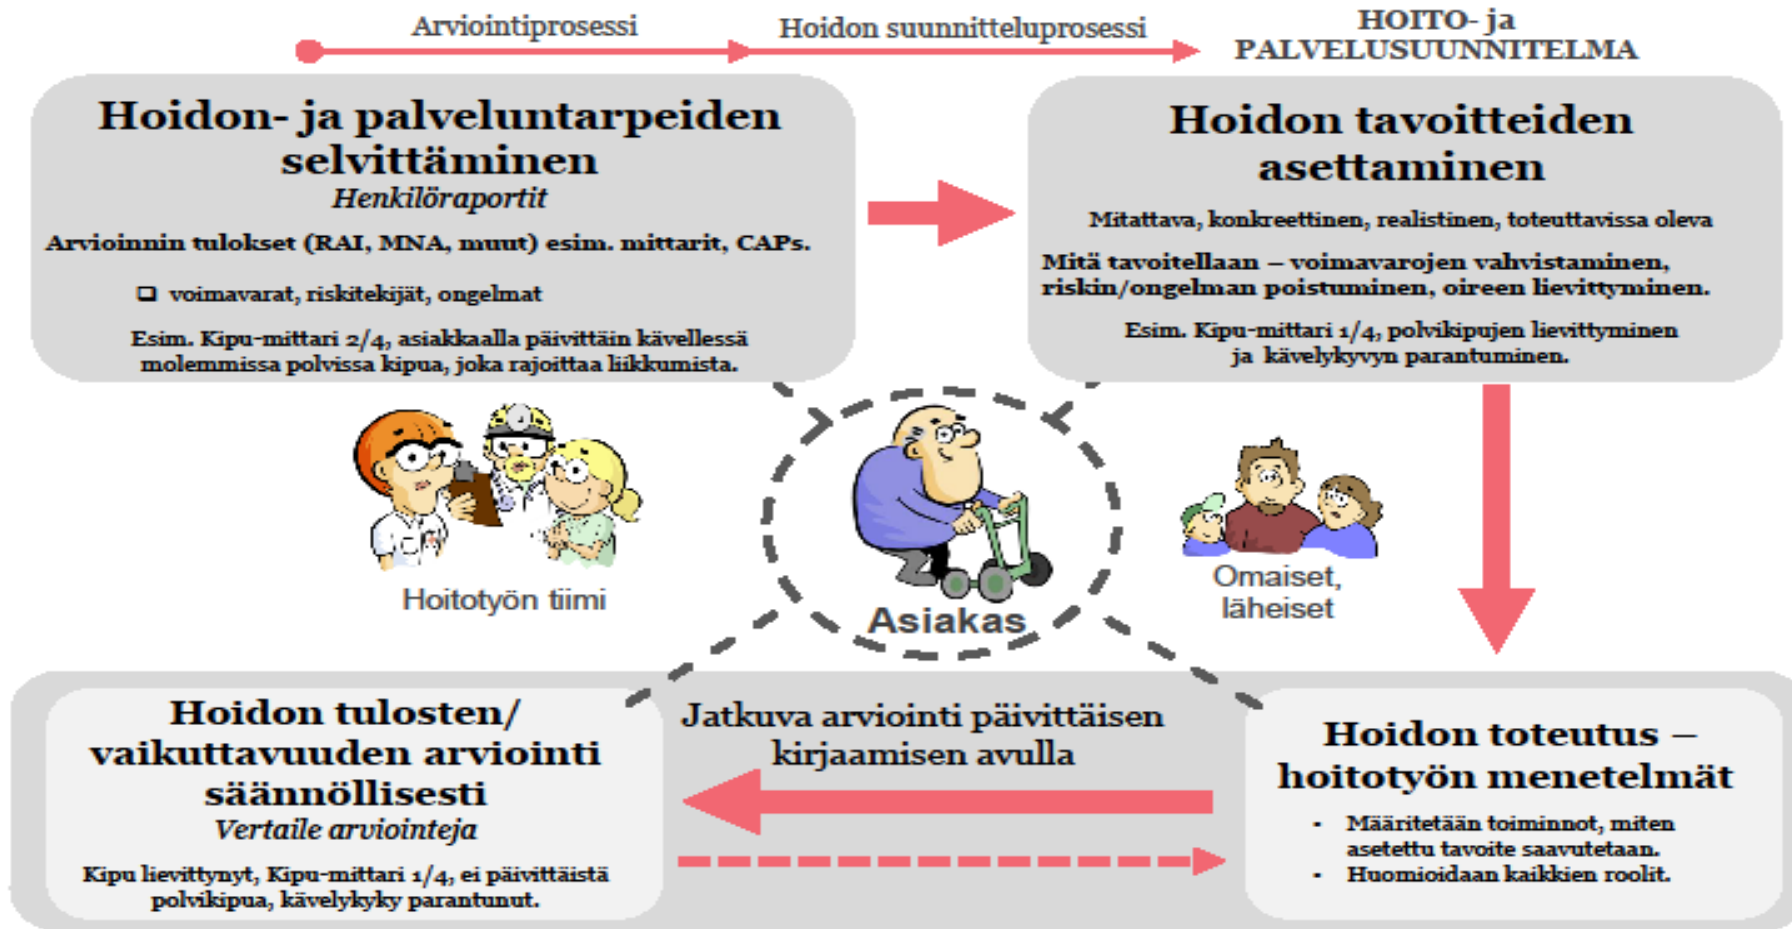 Arviointiprosessi
Hoidon suunnitteluprosessi
HOITO- ja
PALVELUSUUNNITELMA
Hoidon- ja palveluntarpeiden
selvittäminen
Henkilöraportit
Arvioinnin tulokset (RAI, MNA, muut) esim. mittarit, CAPs.
❑ voimavarat, riskitekijät, ongelmat
Esim. Kipu-mittari 2/4, asiakkaalla päivittäin kävellessä
molemmissa polvissa kipua, joka rajoittaa liikkumista.
Hoidon tavoitteiden
asettaminen
Mitattava, konkreettinen, realistinen, toteuttavissa oleva
Mitä tavoitellaan – voimavarojen vahvistaminen,
riskin/ongelman poistuminen, oireen lievittyminen.
Esim. Kipu-mittari 1/4, polvikipujen lievittyminen
ja kävelykyvyn parantuminen.
Hoitotyön tiimi
Asiakas
Omaiset,
läheiset
Hoidon tulosten/
vaikuttavuuden arviointi
säännöllisesti
Vertaile arviointeja
Kipu lievittynyt, Kipu-mittari 1/4, ei päivittäistä
polvikipua, kävelykyky parantunut.
Jatkuva arviointi päivittäisen
kirjaamisen avulla
Hoidon toteutus –
hoitotyön menetelmät
- Määritetään toiminnot, miten
asetettu tavoite saavutetaan.
- Huomioidaan kaikkien roolit.